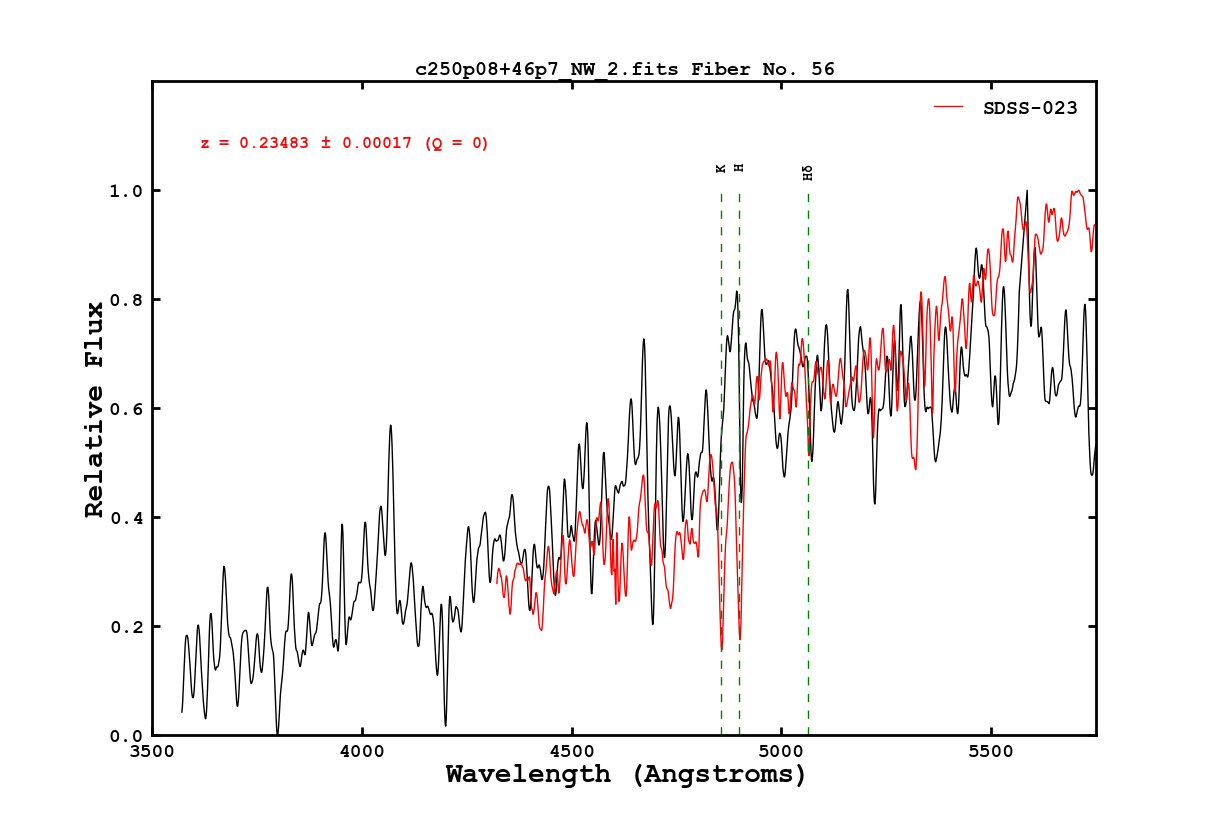 c250p08+46p7_NW_2.fits Fiber No. 56
SDSS-023
z = 0.23483 ± 0.00017 (Q = 0)
K
H
Hδ
1.0
0.8
0.6
0.4
0.2
0.0
Relative Flux
3500
4000
4500
5000
5500
Wavelength (Angstroms)